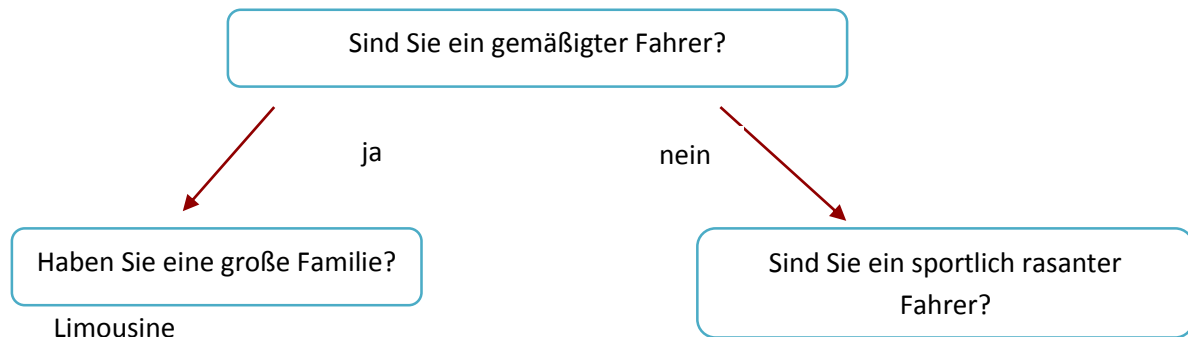 Sind Sie ein gemäßigter Fahrer?
ja
nein
Haben Sie eine große Familie?
Sind Sie ein sportlich rasanter
Fahrer?
Limousine